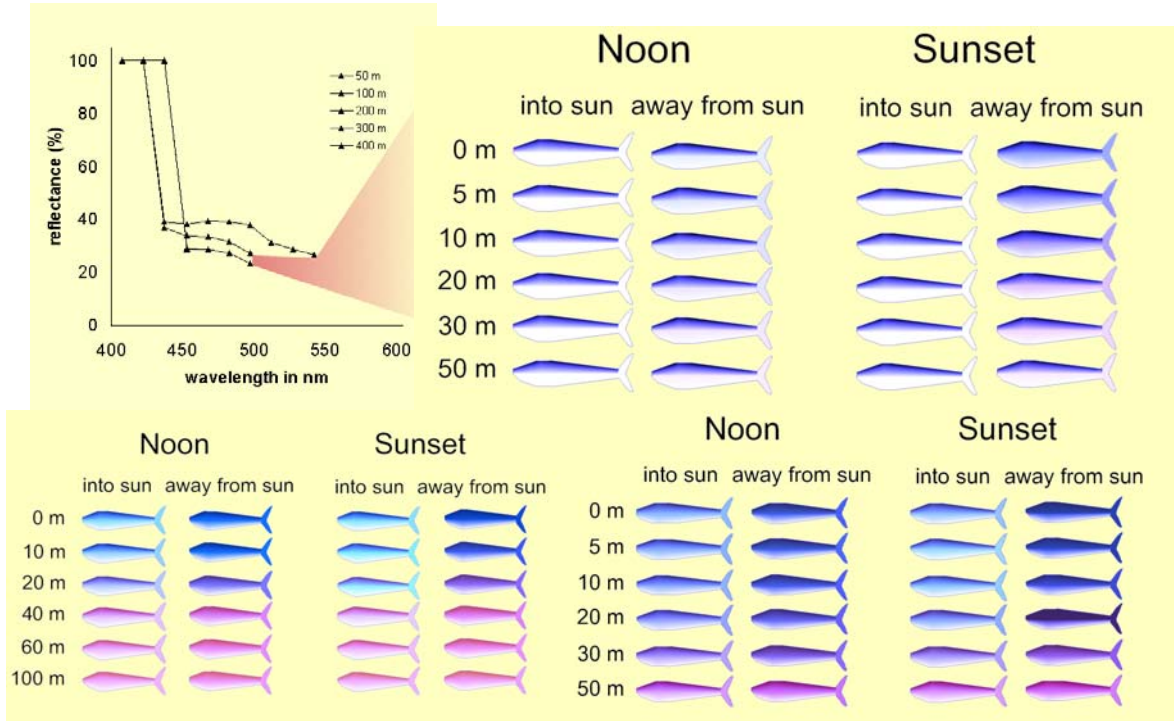 100
80
60
40
20
0
reflectance (%)
400 450 500 550 600
wavelength in nm
50 m
100 m
200 m
300 m
400 m
Noon Sunset
into sun away from sun into sun away from sun
0 m
5 m
10 m
20 m
30 m
50 m
Noon Sunset
into sun away from sun into sun away from sun
0 m
10 m
20 m
40 m
60 m
100 m
Noon Sunset
into sun away from sun into sun away from sun
0 m
5 m
10 m
20 m
30 m
50 m